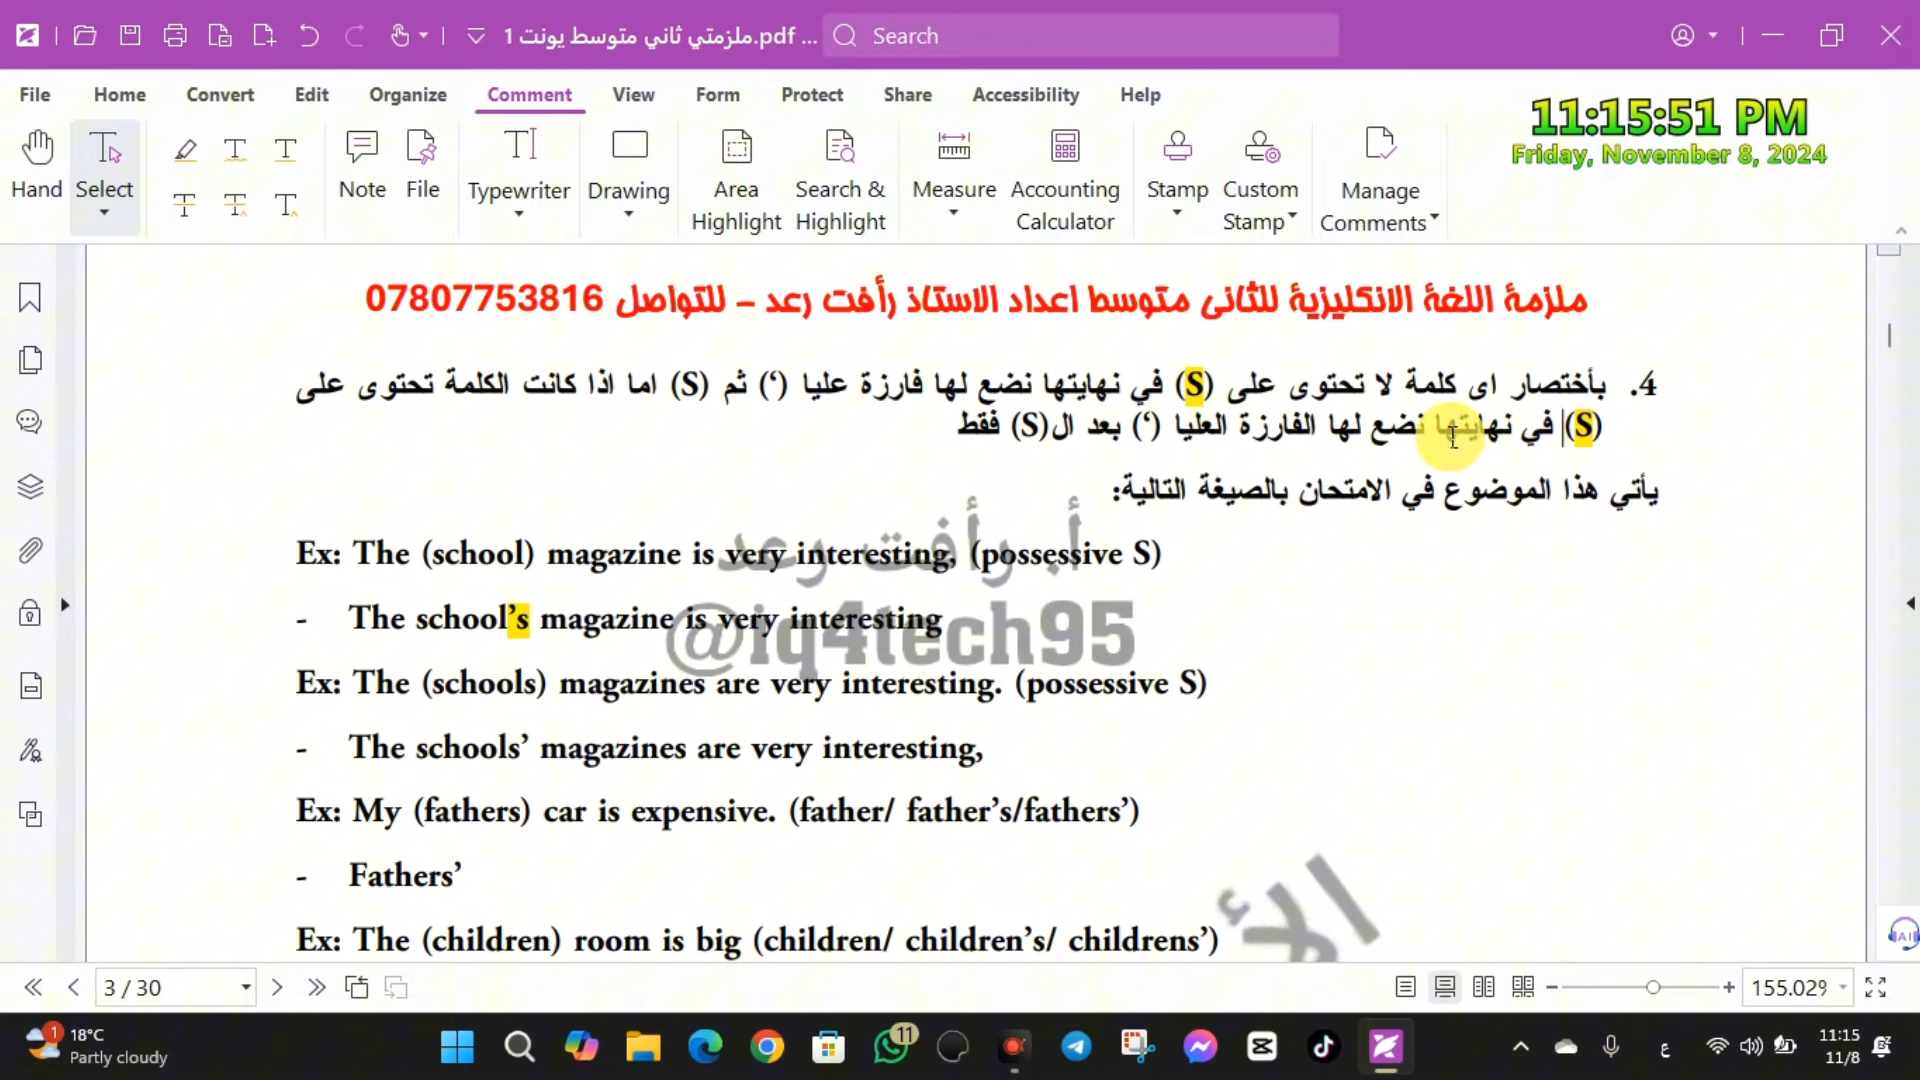 ملزمتي ثاني متوسط يونت 1.pdf ...
Search
File Home Convert Edit Organize Comment View Form Protect Share Accessibility Help
11:15:51 PM
Friday, November 8, 2024
Hand Select Note File Typewriter Drawing Area Highlight Search & Highlight Measure Accounting Calculator Stamp Custom Stamp Manage Comments
ملزمة اللغة الانكليزية للثاني متوسط اعداد الاستاذ رأفت رعد – للتواصل 07807753816
4. بأختصار اى كلمة لا تحتوى على (S) في نهايتها نضع لها فارزة عليا (‘) ثم (S) اما اذا كانت الكلمة تحتوى على
(S) في نهايتها نضع لها الفارزة العليا (‘) بعد ال(S) فقط
يأتي هذا الموضوع في الامتحان بالصيغة التالية:
أ. رأفت رعد
@iq4tech95
Ex: The (school) magazine is very interesting, (possessive S)
- The school’s magazine is very interesting
Ex: The (schools) magazines are very interesting. (possessive S)
- The schools’ magazines are very interesting,
Ex: My (fathers) car is expensive. (father/ father’s/fathers’)
- Fathers’
Ex: The (children) room is big (children/ children’s/ childrens’)
AI
3 / 30
155.029
1
18°C
Partly cloudy
11
ع
11:15
11/8